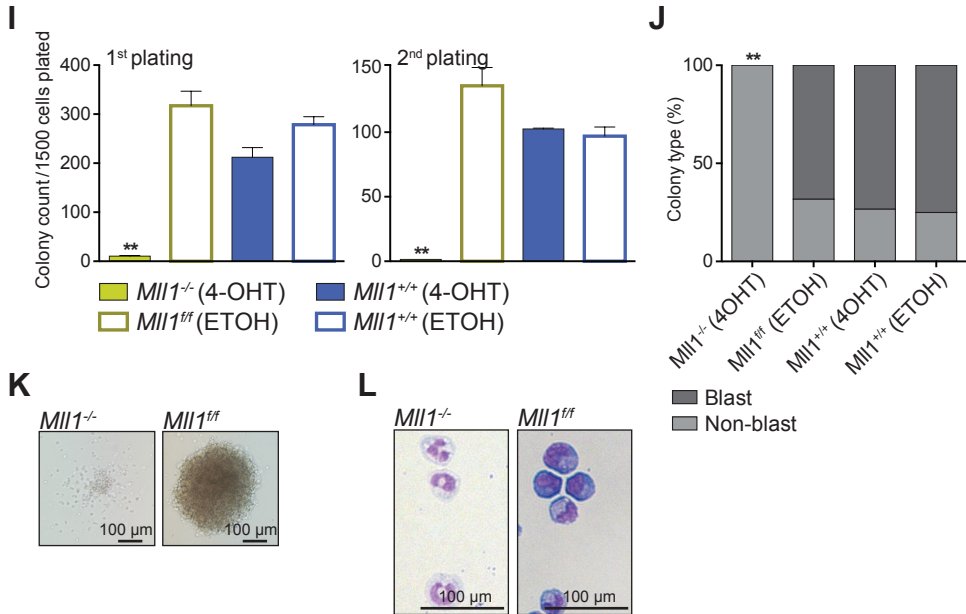 I
1st plating
2nd plating
Colony count/1500 cells plated
400
300
200
100
0
**
150
100
50
0
**
Mll1-/- (4-OHT)
Mll1+/+ (4-OHT)
Mll1f/f (ETOH)
Mll1+/+ (ETOH)
J
Colony type (%)
100
50
0
**
Mll1-/- (4OHT)
Mll1f/f (ETOH)
Mll1+/+ (4OHT)
Mll1+/+ (ETOH)
Blast
Non-blast
K
Mll1-/-
Mll1f/f
100 µm
100 µm
L
Mll1-/-
Mll1f/f
100 µm
100 µm